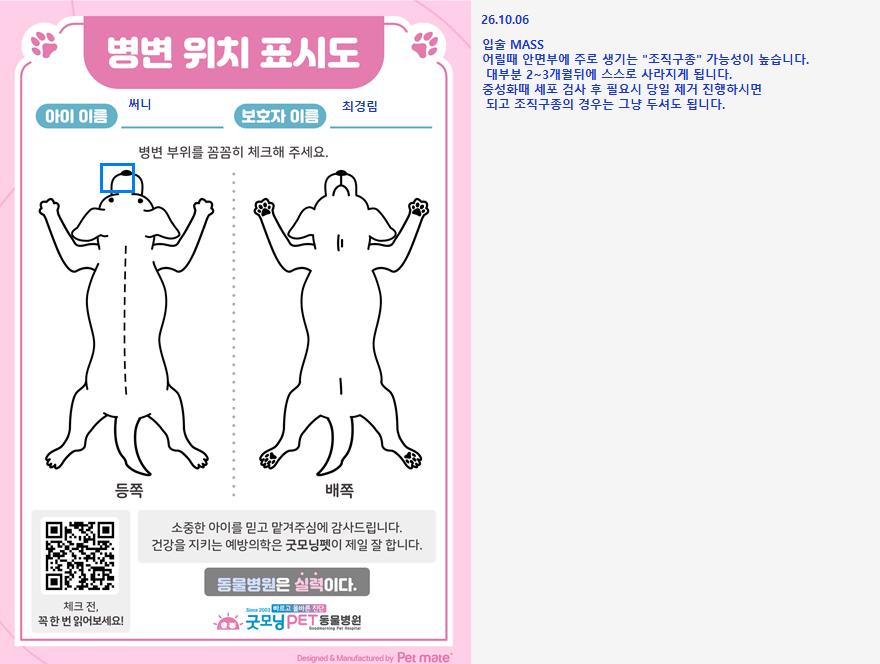 병변 위치 표시도
아이 이름 써니
보호자 이름 최경림
병변 부위를 꼼꼼히 체크해 주세요.
등쪽
배쪽
체크 전,
꼭 한 번 읽어보세요!
소중한 아이를 믿고 맡겨주심에 감사드립니다.
건강을 지키는 예방의학은 굿모닝펫이 제일 잘 합니다.
동물병원은 실력이다.
Since 2003 빠르고 올바른 진단
굿모닝PET동물병원
Goodmorning Pet Hospital
Designed & Manufactured by Pet mate
26.10.06
입술 MASS
어릴때 안면부에 주로 생기는 "조직구종" 가능성이 높습니다.
대부분 2~3개월뒤에 스스로 사라지게 됩니다.
중성화때 세포 검사 후 필요시 당일 제거 진행하시면
되고 조직구종의 경우는 그냥 두셔도 됩니다.